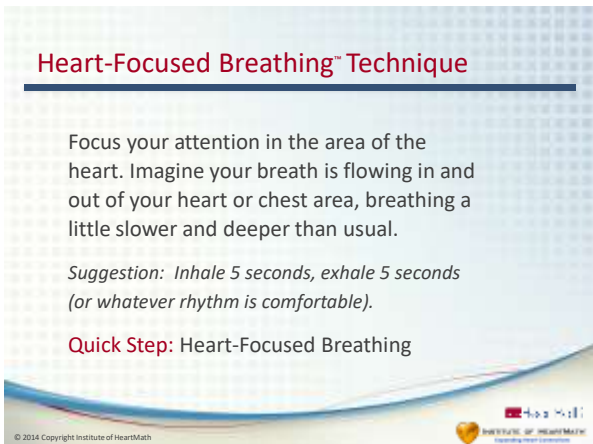 Heart-Focused Breathing™ Technique
Focus your attention in the area of the
heart. Imagine your breath is flowing in and
out of your heart or chest area, breathing a
little slower and deeper than usual.
Suggestion: Inhale 5 seconds, exhale 5 seconds
(or whatever rhythm is comfortable).
Quick Step: Heart-Focused Breathing
© 2014 Copyright Institute of HeartMath
INSTITUTE OF HEARTMATH
Expanding Heart Connections